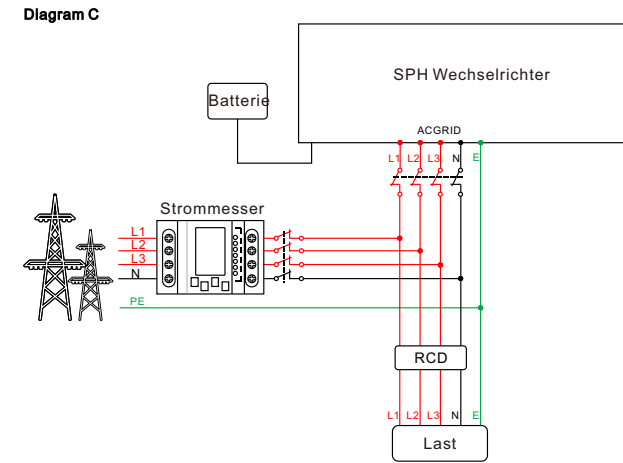 Diagram C
SPH Wechselrichter
Batterie
ACGRID
L1 L2 L3 N E
Strommesser
L1
L2
L3
N
PE
RCD
L1 L2 L3 N E
Last